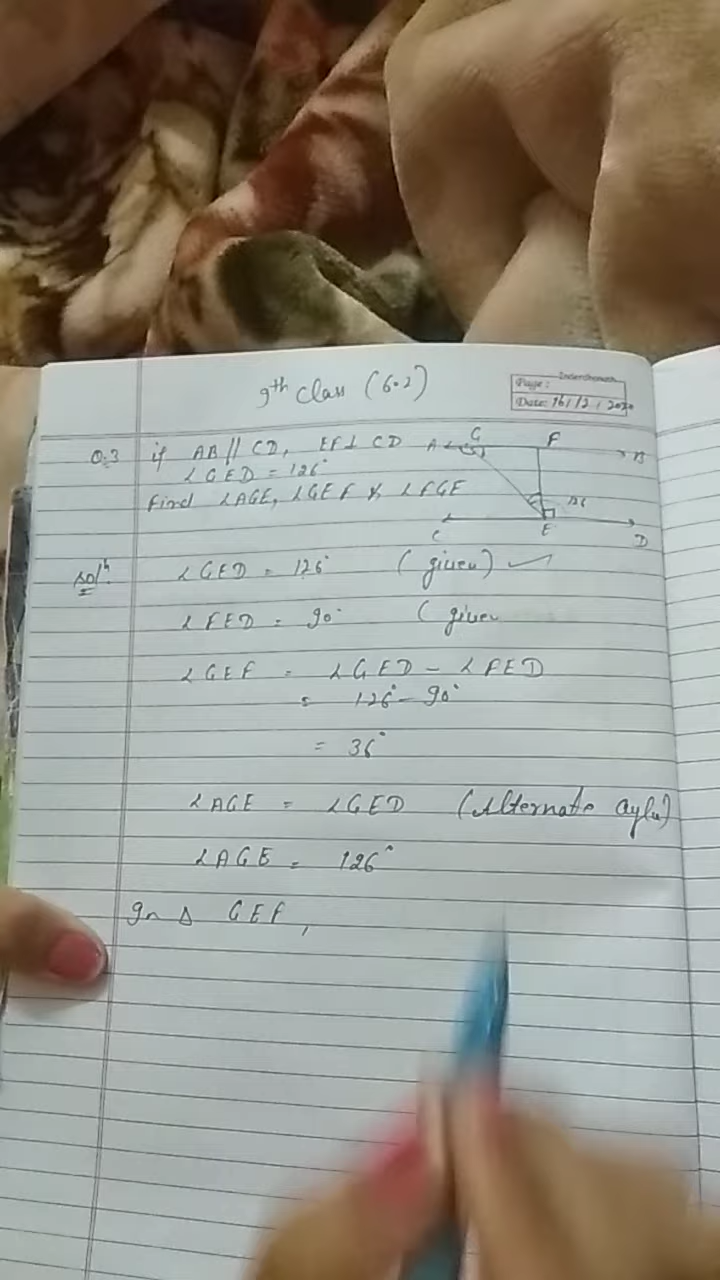 9th Class (6.2)
Page :
Date: 16/12/2020
Q.3 if AB // CD, EF ⊥ CD
∠GED = 126°
Find ∠AGE, ∠GEF & ∠FGE
A G F B
C E D
Solⁿ. ∠GED = 126° (given)
∠FED = 90° (given
∠GEF = ∠GED - ∠FED
= 126° - 90°
= 36°
∠AGE = ∠GED (Alternate angle)
∠AGE = 126°
In Δ GEF,